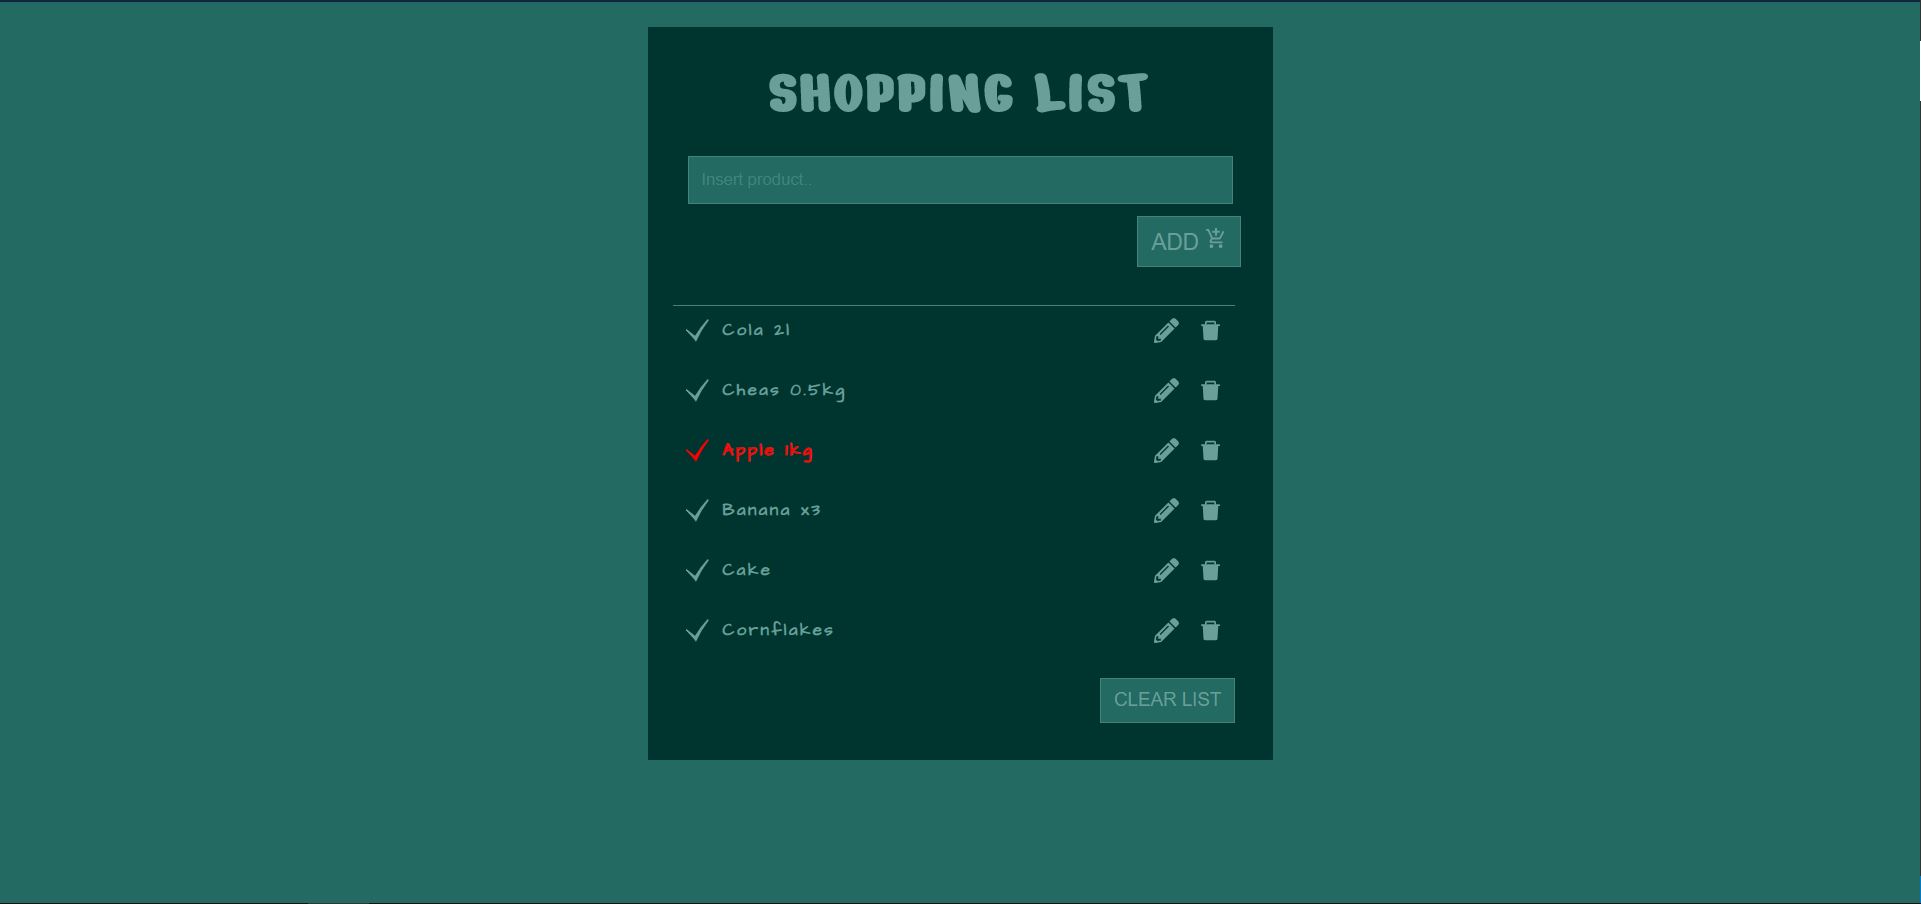 SHOPPING LIST
Insert product..
ADD
Cola 2l
Cheas 0.5kg
Apple 1kg
Banana x3
Cake
Cornflakes
CLEAR LIST